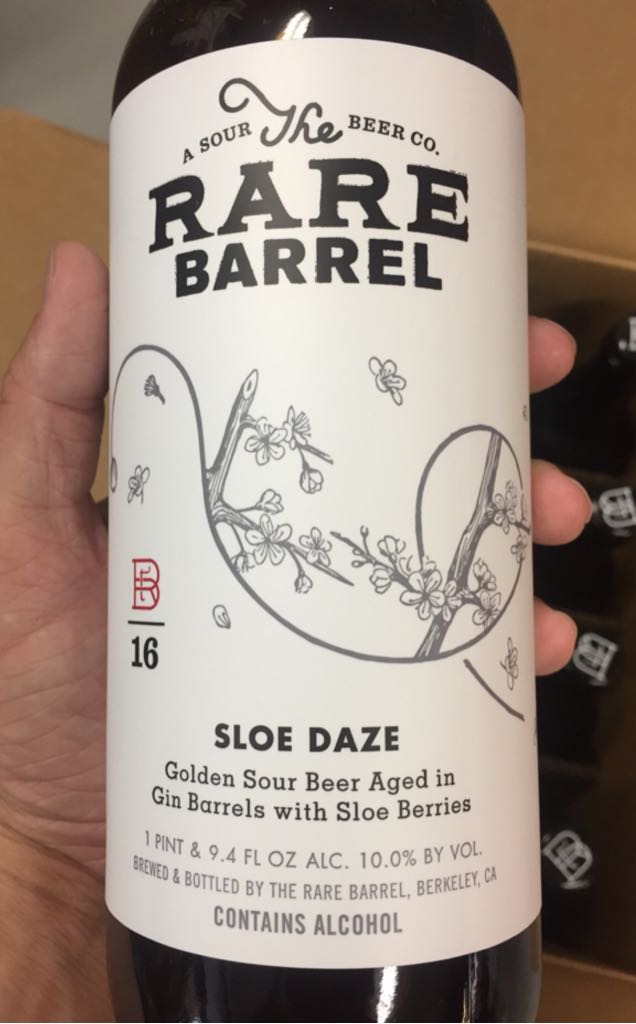 A SOUR The BEER CO.
RARE
BARREL
RB
16
SLOE DAZE
Golden Sour Beer Aged in
Gin Barrels with Sloe Berries
1 PINT & 9.4 FL OZ ALC. 10.0% BY VOL.
BREWED & BOTTLED BY THE RARE BARREL, BERKELEY, CA
CONTAINS ALCOHOL